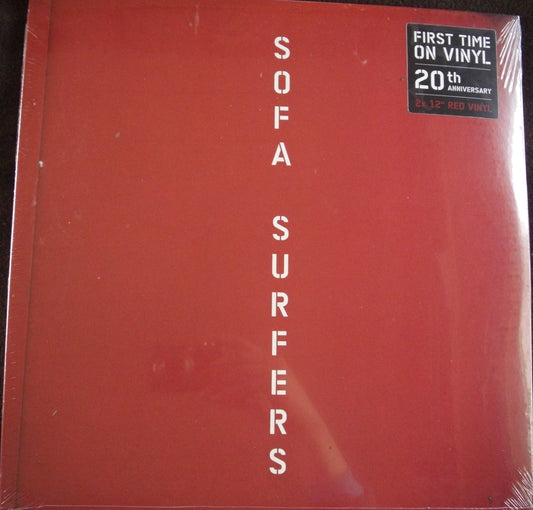 SOFA SURFERS
FIRST TIME
ON VINYL
20th
ANNIVERSARY
2x 12" RED VINYL